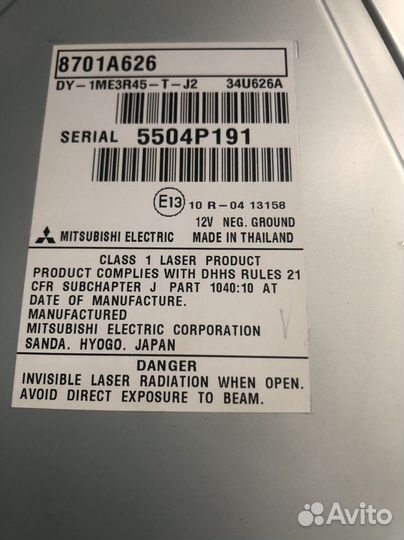 8701A626
DY-1ME3R45-T-J2 34U626A
SERIAL 5504P191
E13 10 R-04 13158
12V NEG. GROUND
MITSUBISHI ELECTRIC MADE IN THAILAND
CLASS 1 LASER PRODUCT
PRODUCT COMPLIES WITH DHHS RULES 21
CFR SUBCHAPTER J PART 1040:10 AT
DATE OF MANUFACTURE.
MANUFACTURED
MITSUBISHI ELECTRIC CORPORATION
SANDA. HYOGO. JAPAN
DANGER
INVISIBLE LASER RADIATION WHEN OPEN.
AVOID DIRECT EXPOSURE TO BEAM.
Avito